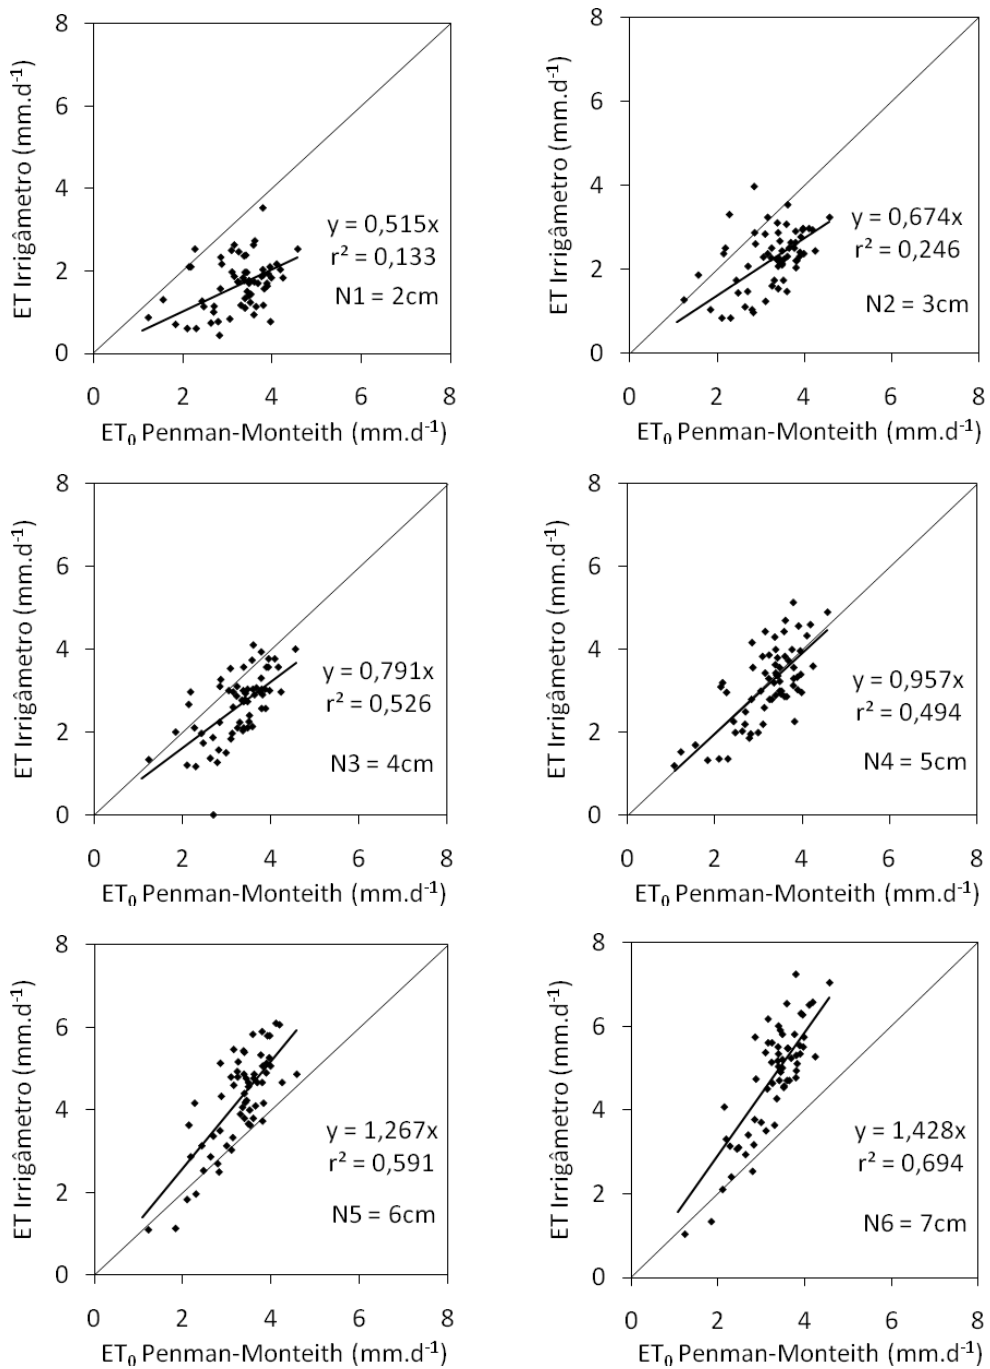 8
6
4
2
0
ET Irrigâmetro (mm.d-1)
y = 0,515x
r² = 0,133
N1 = 2cm
0 2 4 6 8
ET0 Penman-Monteith (mm.d-1)
8
6
4
2
0
ET Irrigâmetro (mm.d-1)
y = 0,674x
r² = 0,246
N2 = 3cm
0 2 4 6 8
ET0 Penman-Monteith (mm.d-1)
8
6
4
2
0
ET Irrigâmetro (mm.d-1)
y = 0,791x
r² = 0,526
N3 = 4cm
0 2 4 6 8
ET0 Penman-Monteith (mm.d-1)
8
6
4
2
0
ET Irrigâmetro (mm.d-1)
y = 0,957x
r² = 0,494
N4 = 5cm
0 2 4 6 8
ET0 Penman-Monteith (mm.d-1)
8
6
4
2
0
ET Irrigâmetro (mm.d-1)
y = 1,267x
r² = 0,591
N5 = 6cm
0 2 4 6 8
ET0 Penman-Monteith (mm.d-1)
8
6
4
2
0
ET Irrigâmetro (mm.d-1)
y = 1,428x
r² = 0,694
N6 = 7cm
0 2 4 6 8
ET0 Penman-Monteith (mm.d-1)